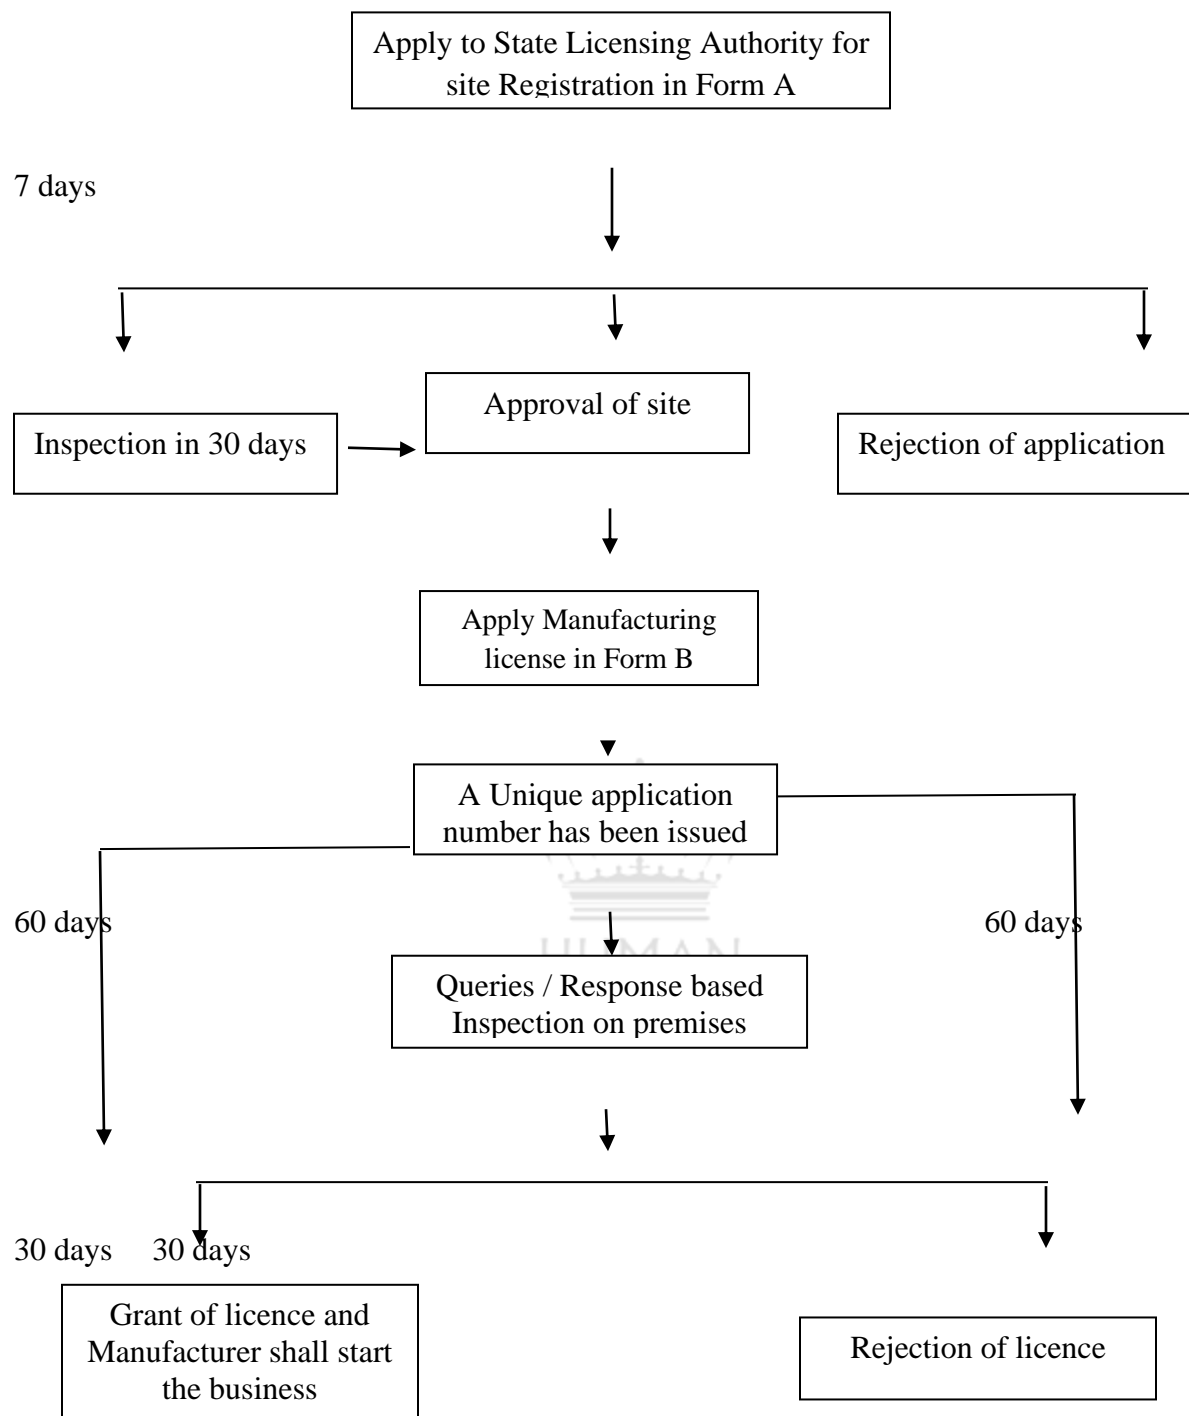 Apply to State Licensing Authority for
site Registration in Form A
7 days
Approval of site
Inspection in 30 days
Rejection of application
Apply Manufacturing
license in Form B
A Unique application
number has been issued
60 days
60 days
HUMAN
Queries / Response based
Inspection on premises
30 days 30 days
Grant of licence and
Manufacturer shall start
the business
Rejection of licence